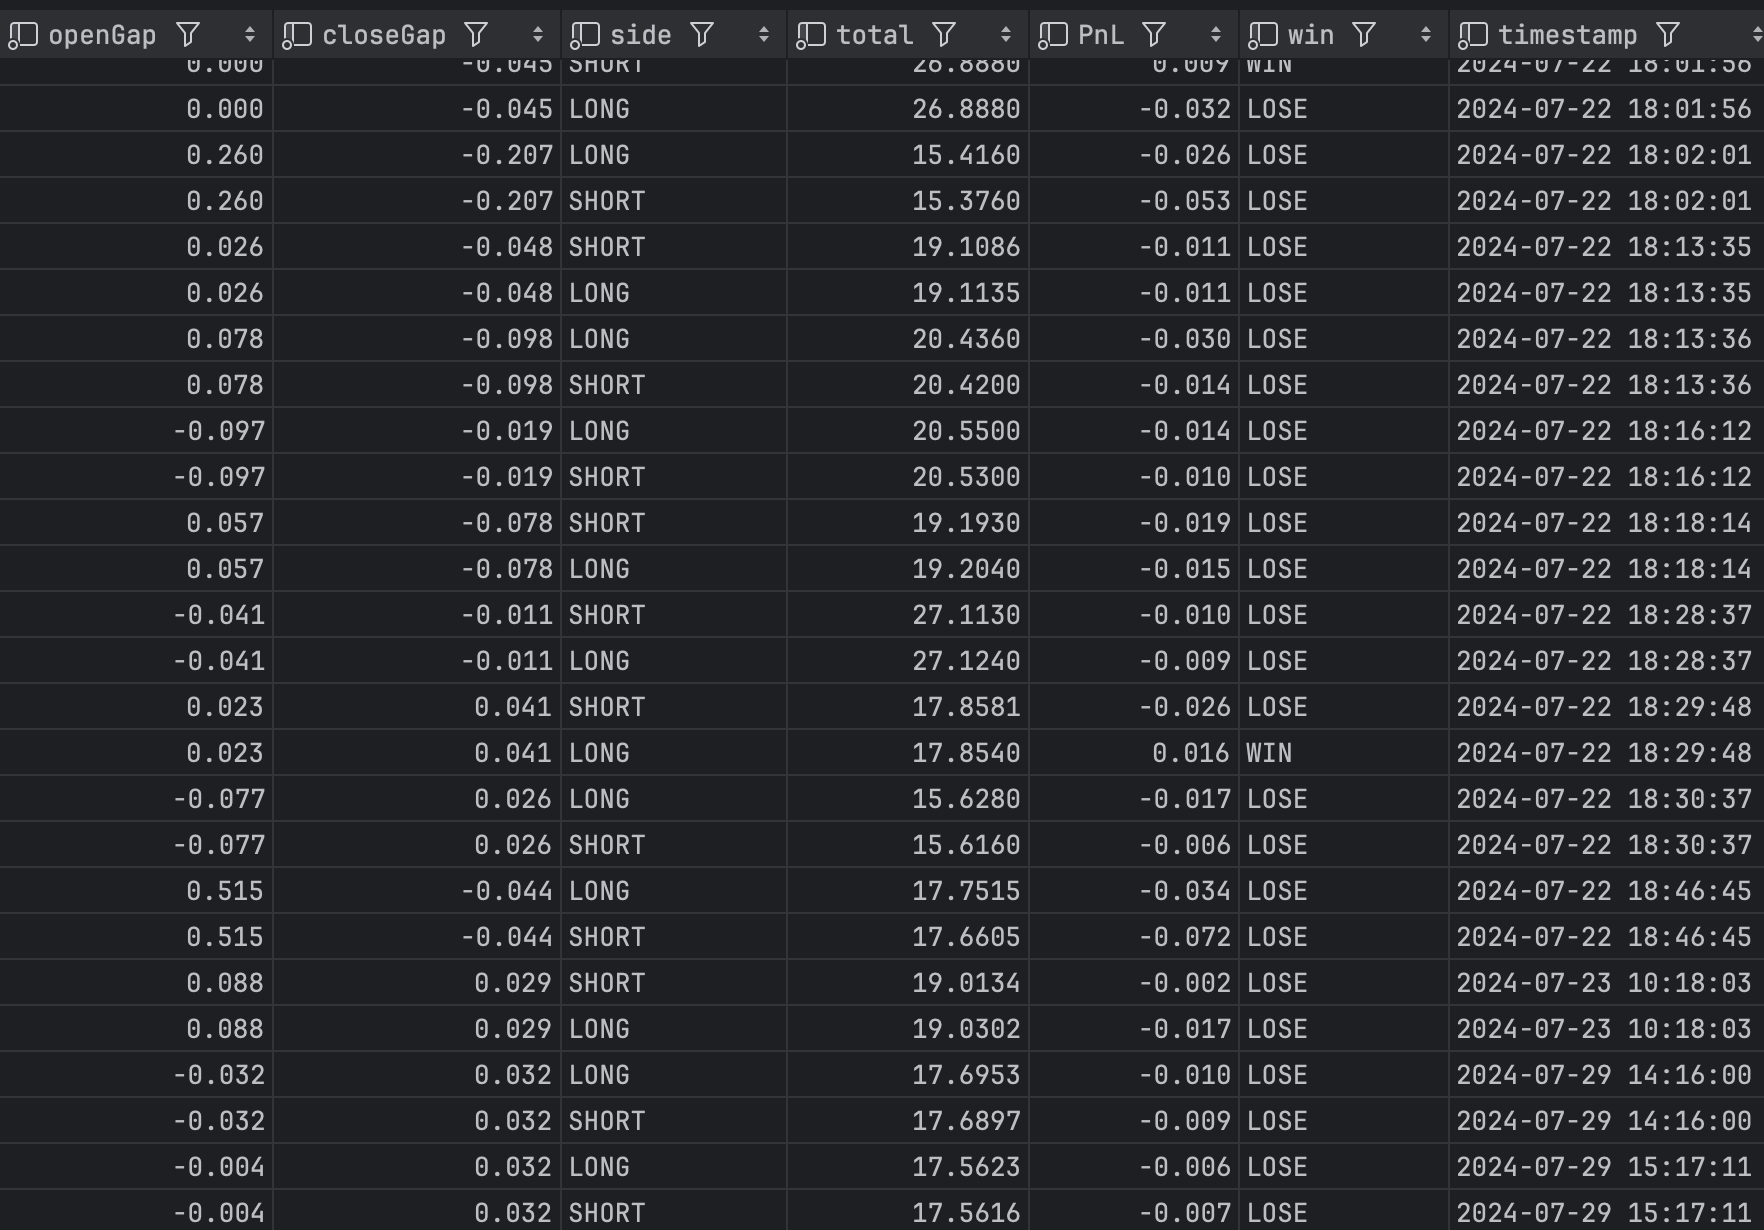 openGap closeGap side total PnL win timestamp
0.000 -0.045 SHORT 26.8880 0.009 WIN 2024-07-22 18:01:56
0.000 -0.045 LONG 26.8880 -0.032 LOSE 2024-07-22 18:01:56
0.260 -0.207 LONG 15.4160 -0.026 LOSE 2024-07-22 18:02:01
0.260 -0.207 SHORT 15.3760 -0.053 LOSE 2024-07-22 18:02:01
0.026 -0.048 SHORT 19.1086 -0.011 LOSE 2024-07-22 18:13:35
0.026 -0.048 LONG 19.1135 -0.011 LOSE 2024-07-22 18:13:35
0.078 -0.098 LONG 20.4360 -0.030 LOSE 2024-07-22 18:13:36
0.078 -0.098 SHORT 20.4200 -0.014 LOSE 2024-07-22 18:13:36
-0.097 -0.019 LONG 20.5500 -0.014 LOSE 2024-07-22 18:16:12
-0.097 -0.019 SHORT 20.5300 -0.010 LOSE 2024-07-22 18:16:12
0.057 -0.078 SHORT 19.1930 -0.019 LOSE 2024-07-22 18:18:14
0.057 -0.078 LONG 19.2040 -0.015 LOSE 2024-07-22 18:18:14
-0.041 -0.011 SHORT 27.1130 -0.010 LOSE 2024-07-22 18:28:37
-0.041 -0.011 LONG 27.1240 -0.009 LOSE 2024-07-22 18:28:37
0.023 0.041 SHORT 17.8581 -0.026 LOSE 2024-07-22 18:29:48
0.023 0.041 LONG 17.8540 0.016 WIN 2024-07-22 18:29:48
-0.077 0.026 LONG 15.6280 -0.017 LOSE 2024-07-22 18:30:37
-0.077 0.026 SHORT 15.6160 -0.006 LOSE 2024-07-22 18:30:37
0.515 -0.044 LONG 17.7515 -0.034 LOSE 2024-07-22 18:46:45
0.515 -0.044 SHORT 17.6605 -0.072 LOSE 2024-07-22 18:46:45
0.088 0.029 SHORT 19.0134 -0.002 LOSE 2024-07-23 10:18:03
0.088 0.029 LONG 19.0302 -0.017 LOSE 2024-07-23 10:18:03
-0.032 0.032 LONG 17.6953 -0.010 LOSE 2024-07-29 14:16:00
-0.032 0.032 SHORT 17.6897 -0.009 LOSE 2024-07-29 14:16:00
-0.004 0.032 LONG 17.5623 -0.006 LOSE 2024-07-29 15:17:11
-0.004 0.032 SHORT 17.5616 -0.007 LOSE 2024-07-29 15:17:11